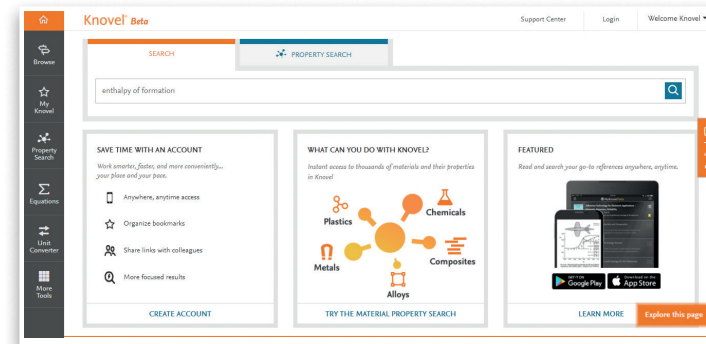 Knovel® Beta
Support Center
Login
Welcome Knovel
Browse
My
Knovel
Property
Search
Equations
Unit
Converter
More
Tools
SEARCH
PROPERTY SEARCH
enthalpy of formation
SAVE TIME WITH AN ACCOUNT
Work smarter, faster, and more conveniently...
your place and your pace.
Anywhere, anytime access
Organize bookmarks
Share links with colleagues
More focused results
CREATE ACCOUNT
WHAT CAN YOU DO WITH KNOVEL?
Instant access to thousands of materials and their properties
in Knovel
Plastics
Chemicals
Metals
Composites
Alloys
TRY THE MATERIAL PROPERTY SEARCH
FEATURED
Read and search your go-to references anywhere, anytime.
GET IT ON
Google Play
Download on the
App Store
LEARN MORE
Explore this page